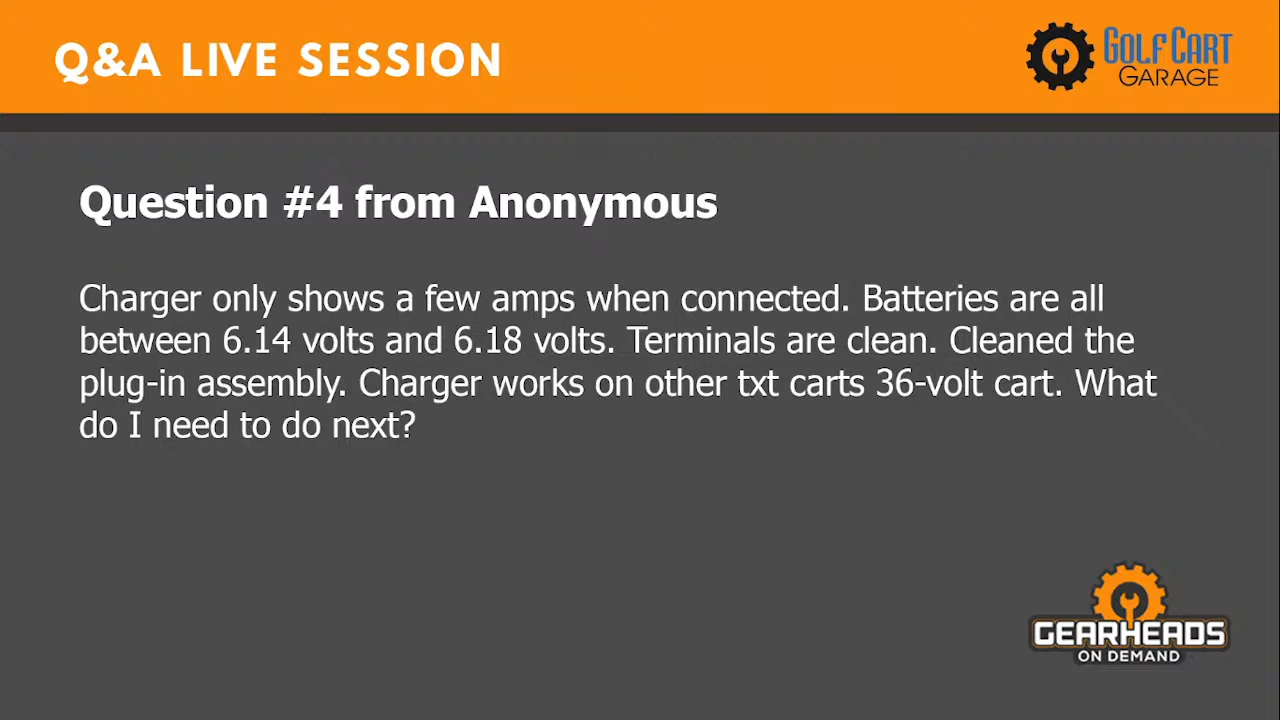 Q&A LIVE SESSION
GOLF CART
GARAGE
Question #4 from Anonymous
Charger only shows a few amps when connected. Batteries are all
between 6.14 volts and 6.18 volts. Terminals are clean. Cleaned the
plug-in assembly. Charger works on other txt carts 36-volt cart. What
do I need to do next?
GEARHEADS
ON DEMAND